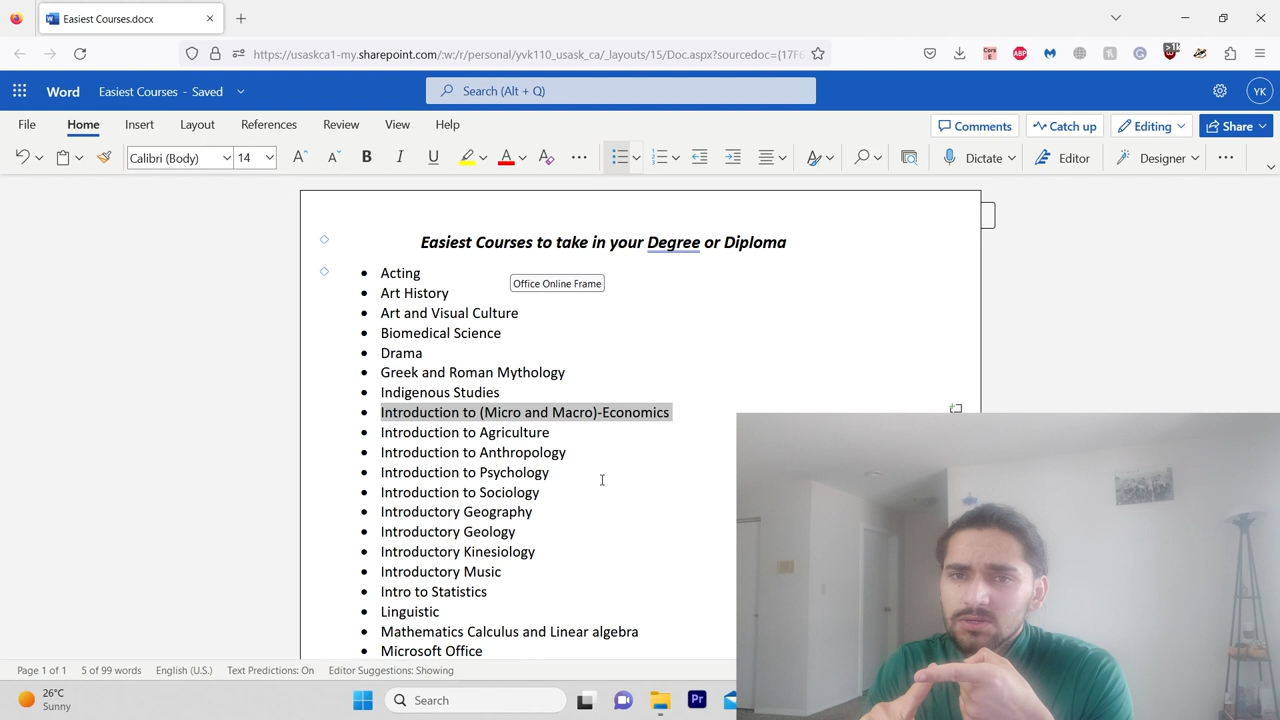 Easiest Courses.docx
https://usaskca1-my.sharepoint.com/:w:/r/personal/yvk110_usask_ca/_layouts/15/Doc.aspx?sourcedoc={17F6
ABP
Word Easiest Courses - Saved
Search (Alt + Q)
YK
File Home Insert Layout References Review View Help
Comments Catch up Editing Share
Calibri (Body) 14 A A B I U A A
Dictate Editor Designer
Easiest Courses to take in your Degree or Diploma
• Acting
Office Online Frame
• Art History
• Art and Visual Culture
• Biomedical Science
• Drama
• Greek and Roman Mythology
• Indigenous Studies
• Introduction to (Micro and Macro)-Economics
• Introduction to Agriculture
• Introduction to Anthropology
• Introduction to Psychology
• Introduction to Sociology
• Introductory Geography
• Introductory Geology
• Introductory Kinesiology
• Introductory Music
• Intro to Statistics
• Linguistic
• Mathematics Calculus and Linear algebra
• Microsoft Office
Page 1 of 1 5 of 99 words English (U.S.) Text Predictions: On Editor Suggestions: Showing
26°C
Sunny
Search
Pr